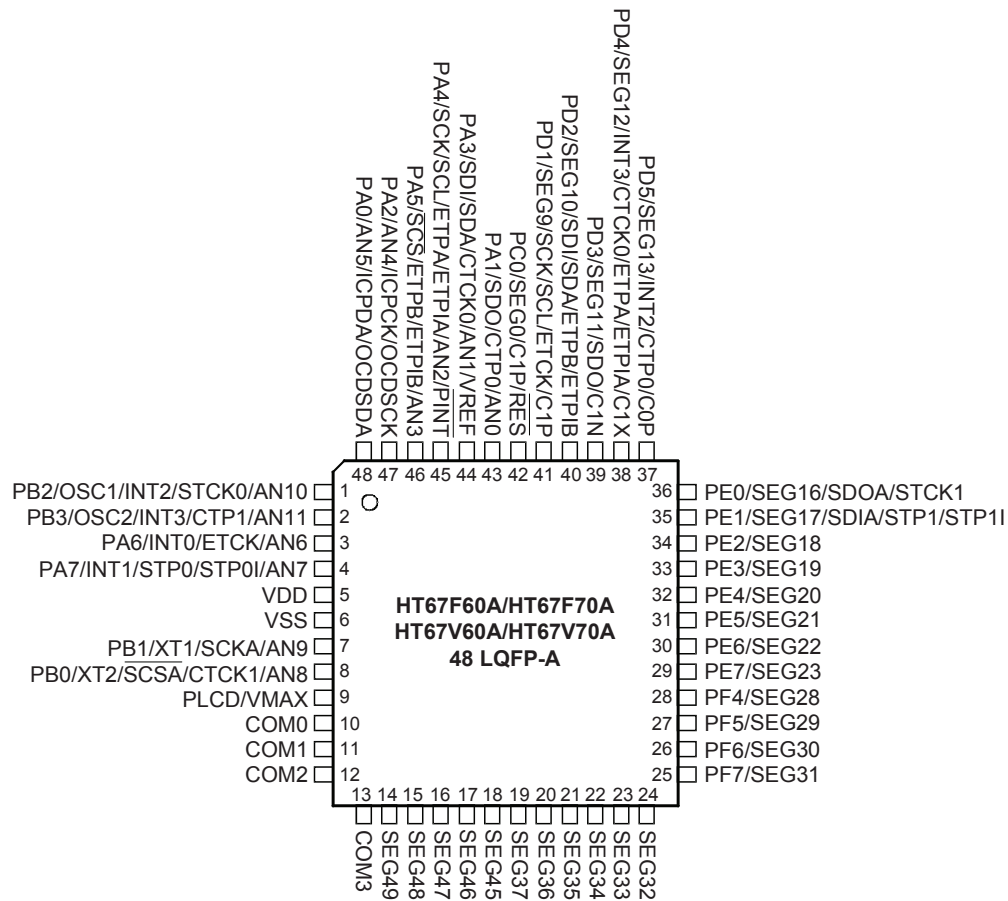 PA0/AN5/ICPDA/OCDSDA
PA2/AN4/ICPCK/OCDSCK
PA5/SCS/ETPB/ETPIB/AN3
PA4/SCK/SCL/ETPA/ETPIA/AN2/PINT
PA3/SDI/SDA/CTCK0/AN1/VREF
PA1/SDO/CTP0/AN0
PC0/SEG0/C1P/RES
PD1/SEG9/SCK/SCL/ETCK/C1P
PD2/SEG10/SDI/SDA/ETPB/ETPIB
PD3/SEG11/SDO/C1N
PD4/SEG12/INT3/CTCK0/ETPA/ETPIA/C1X
PD5/SEG13/INT2/CTP0/C0P
48 47 46 45 44 43 42 41 40 39 38 37
PB2/OSC1/INT2/STCK0/AN10 1
PB3/OSC2/INT3/CTP1/AN11 2
PA6/INT0/ETCK/AN6 3
PA7/INT1/STP0/STP0I/AN7 4
VDD 5
VSS 6
PB1/XT1/SCKA/AN9 7
PB0/XT2/SCSA/CTCK1/AN8 8
PLCD/VMAX 9
COM0 10
COM1 11
COM2 12
HT67F60A/HT67F70A
HT67V60A/HT67V70A
48 LQFP-A
36 PE0/SEG16/SDOA/STCK1
35 PE1/SEG17/SDIA/STP1/STP1I
34 PE2/SEG18
33 PE3/SEG19
32 PE4/SEG20
31 PE5/SEG21
30 PE6/SEG22
29 PE7/SEG23
28 PF4/SEG28
27 PF5/SEG29
26 PF6/SEG30
25 PF7/SEG31
13 14 15 16 17 18 19 20 21 22 23 24
COM3
SEG49
SEG48
SEG47
SEG46
SEG45
SEG37
SEG36
SEG35
SEG34
SEG33
SEG32